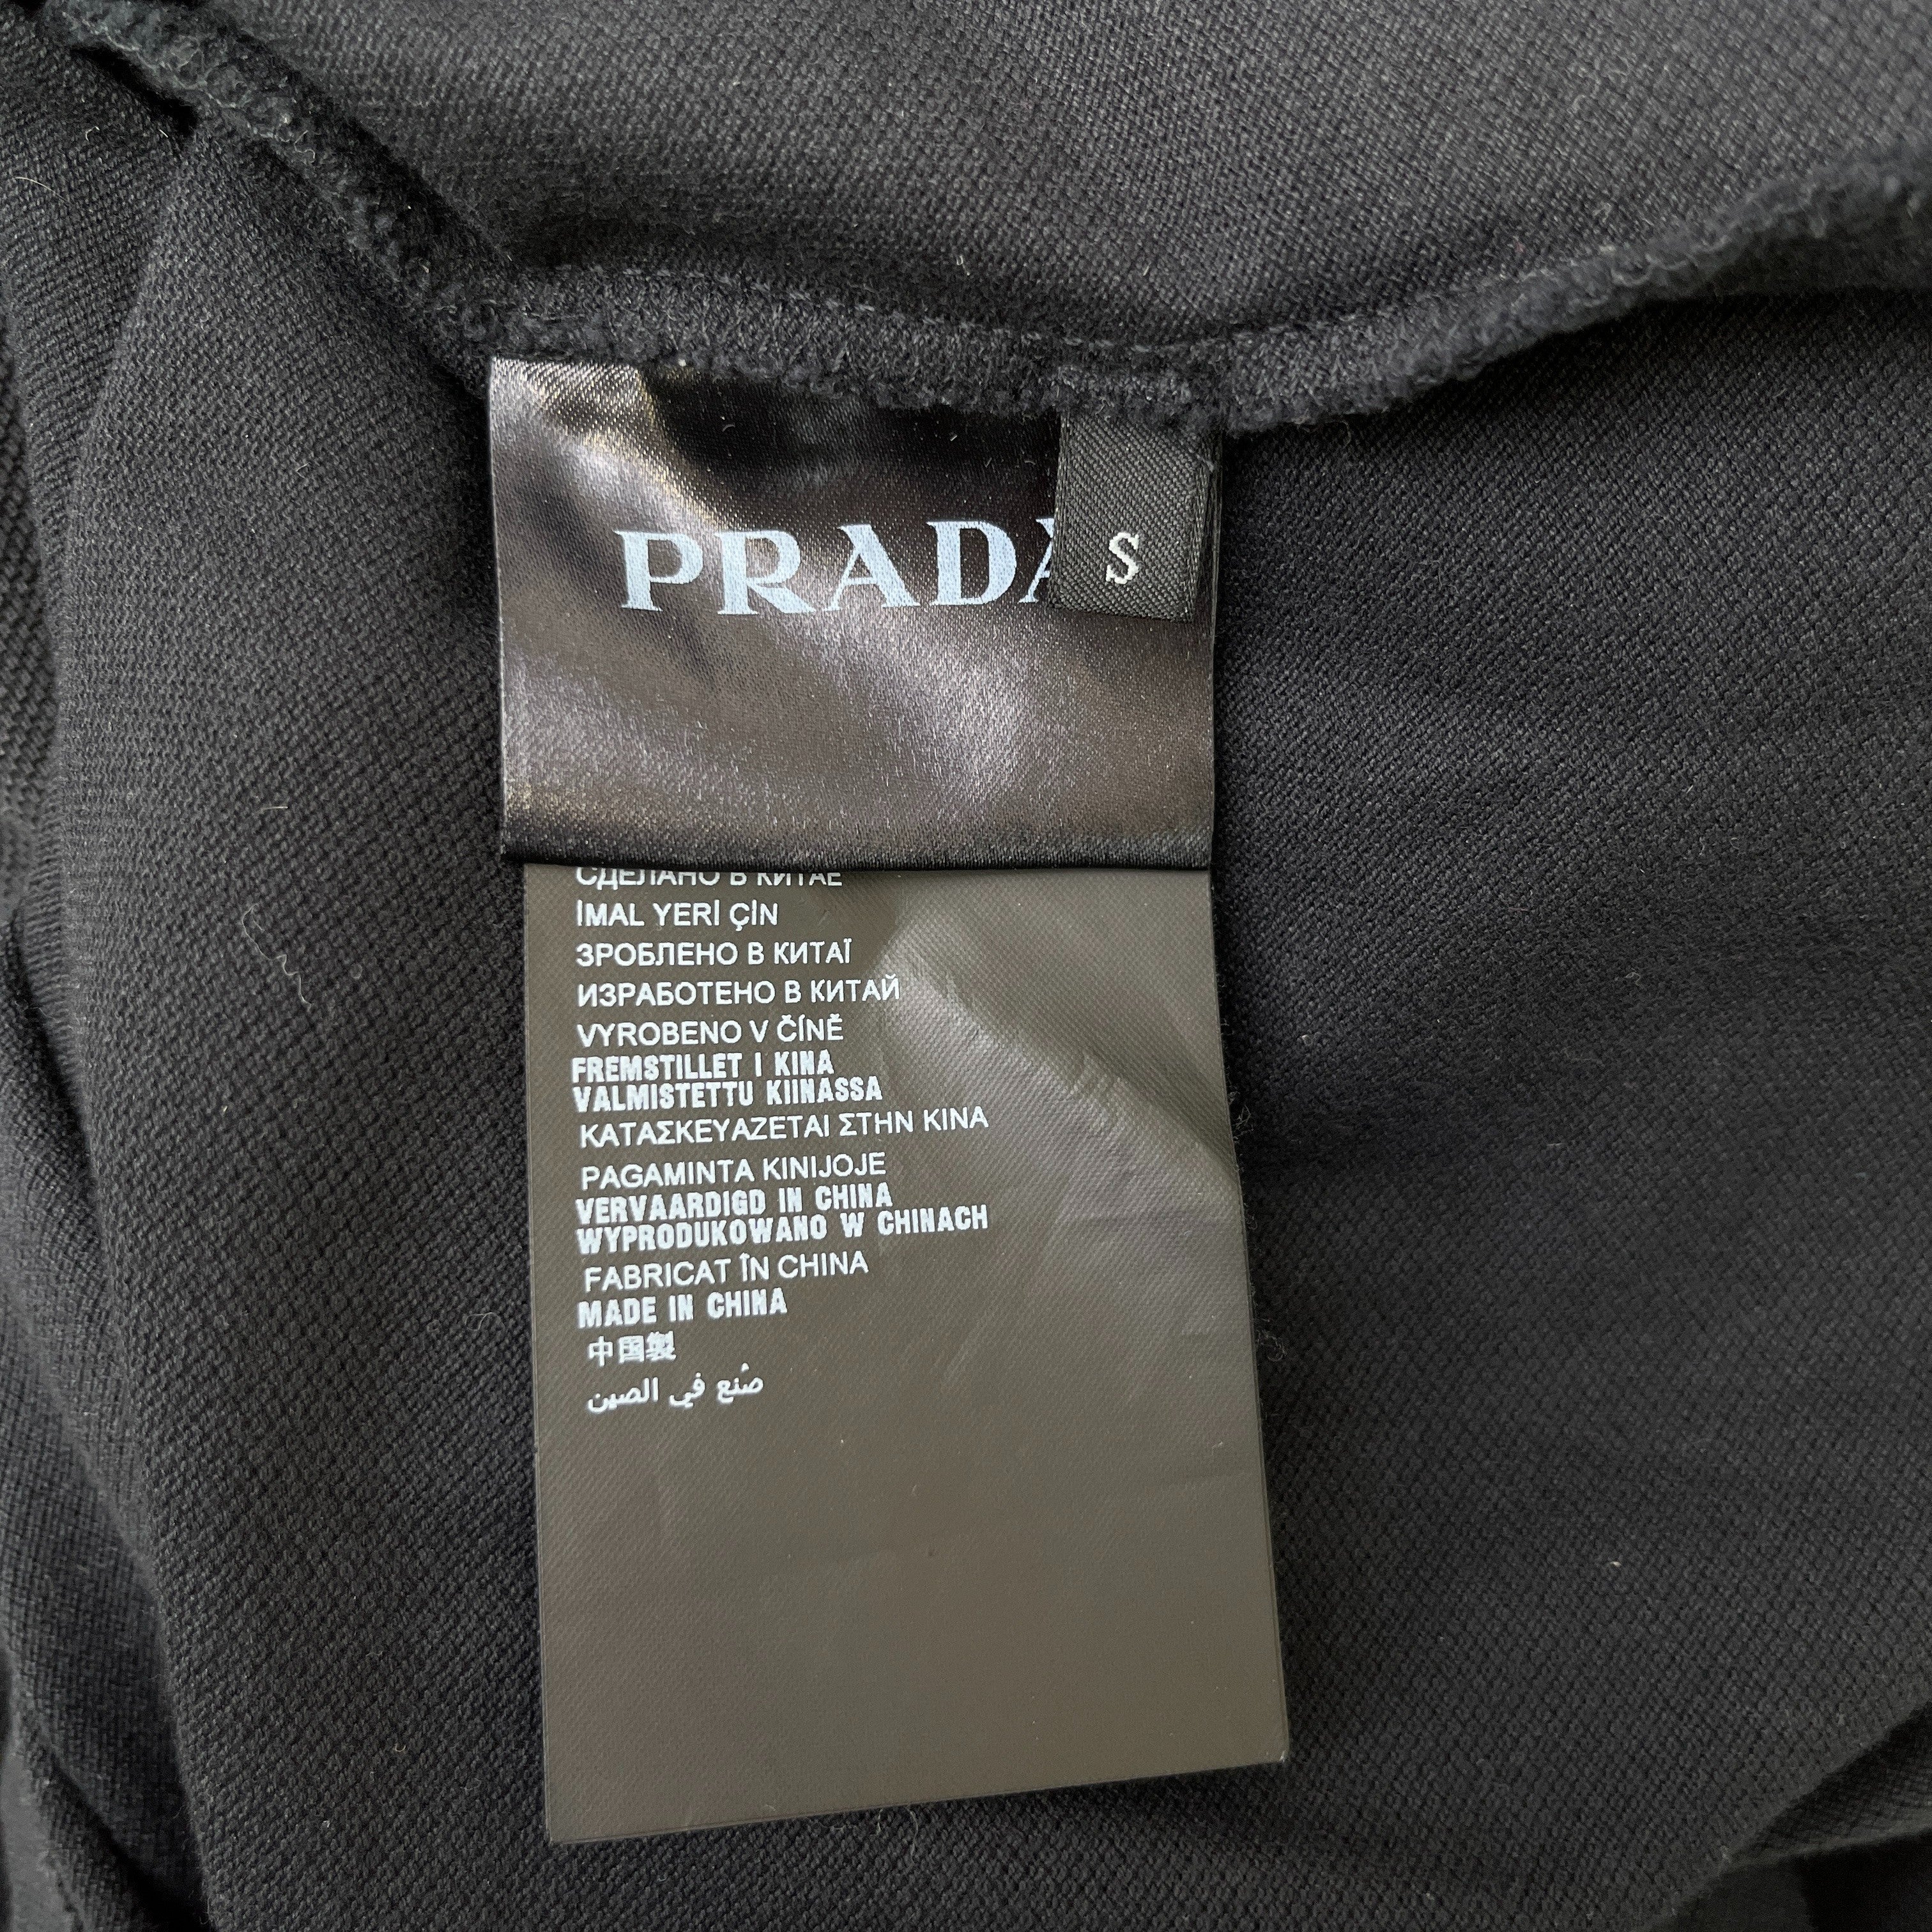 PRADA
S
СДЕЛАНО В КИТАЕ
İMAL YERİ ÇİN
ЗРОБЛЕНО В КИТАЇ
ИЗРАБОТЕНО В КИТАЙ
VYROBENO V ČÍNĚ
FREMSTILLET I KINA
VALMISTETTU KIINASSA
ΚΑΤΑΣΚΕΥΑΖΕΤΑΙ ΣΤΗΝ ΚΙΝΑ
PAGAMINTA KINIJOJE
VERVAARDIGD IN CHINA
WYPRODUKOWANO W CHINACH
FABRICAT ÎN CHINA
MADE IN CHINA
中国製
صُنع في الصين